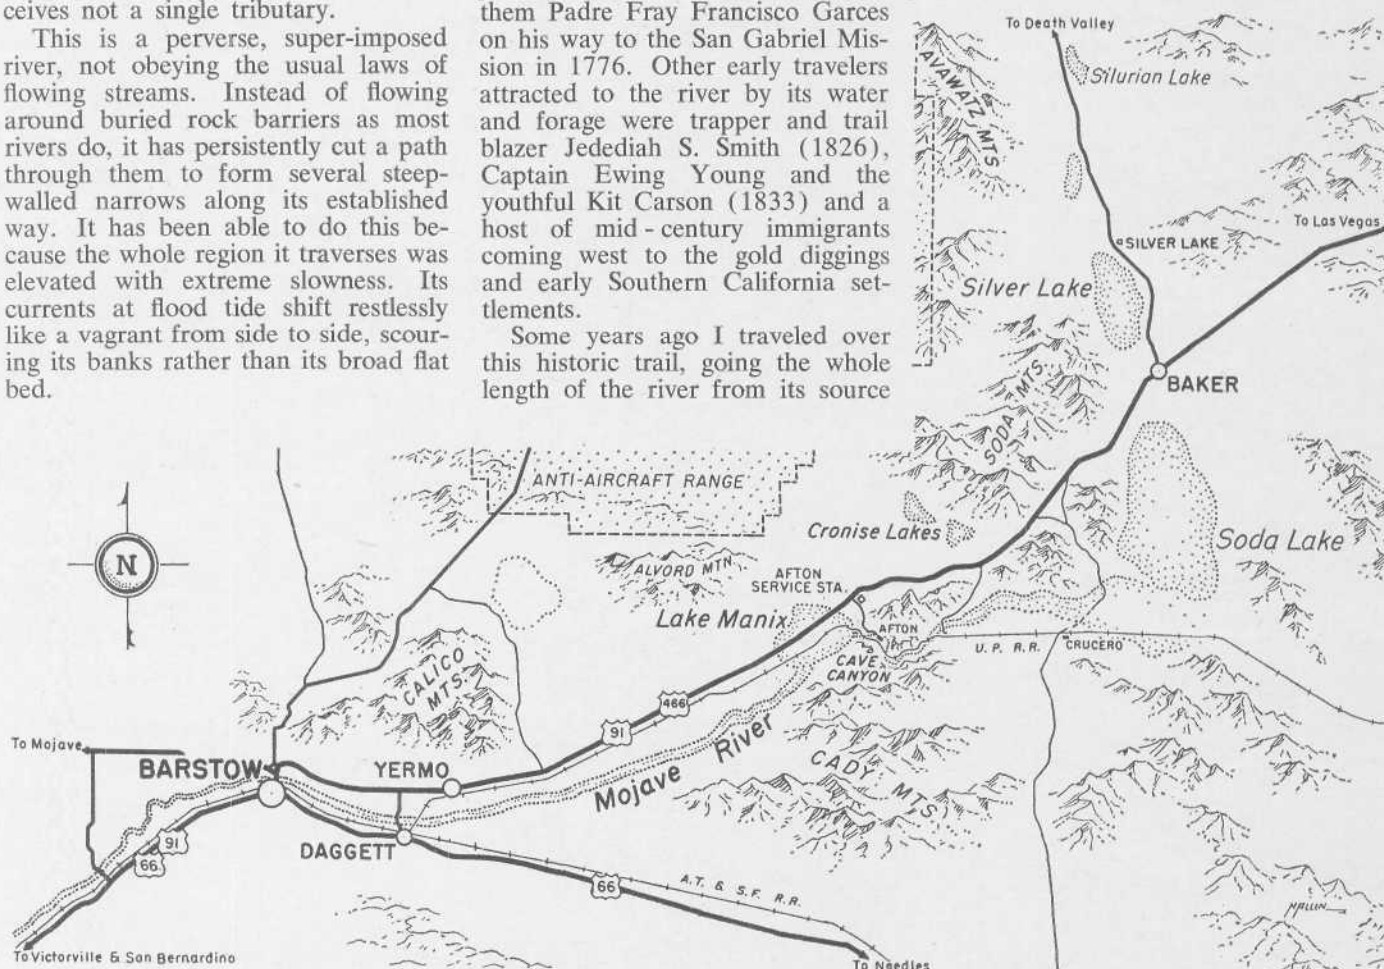 ceives not a single tributary.
This is a perverse, super-imposed
river, not obeying the usual laws of
flowing streams. Instead of flowing
around buried rock barriers as most
rivers do, it has persistently cut a path
through them to form several steep-
walled narrows along its established
way. It has been able to do this be-
cause the whole region it traverses was
elevated with extreme slowness. Its
currents at flood tide shift restlessly
like a vagrant from side to side, scour-
ing its banks rather than its broad flat
bed.
them Padre Fray Francisco Garces
on his way to the San Gabriel Mis-
sion in 1776. Other early travelers
attracted to the river by its water
and forage were trapper and trail
blazer Jedediah S. Smith (1826),
Captain Ewing Young and the
youthful Kit Carson (1833) and a
host of mid-century immigrants
coming west to the gold diggings
and early Southern California set-
tlements.
Some years ago I traveled over
this historic trail, going the whole
length of the river from its source
To Death Valley
Silurian Lake
AVAWATZ MTS
To Las Vegas
SILVER LAKE
Silver Lake
SODA MTS.
BAKER
ANTI-AIRCRAFT RANGE
Cronise Lakes
Soda Lake
N
ALVORD MTN.
AFTON
SERVICE STA.
Lake Manix
AFTON
U.P. R.R.
CRUCERO
CAVE
CANYON
CALICO
MTS.
466
91
Mojave River
CADY MTS.
To Mojave
BARSTOW
YERMO
DAGGETT
91
66
66
A.T. & S.F. R.R.
MALLIN
To Victorville & San Bernardino
To Needles